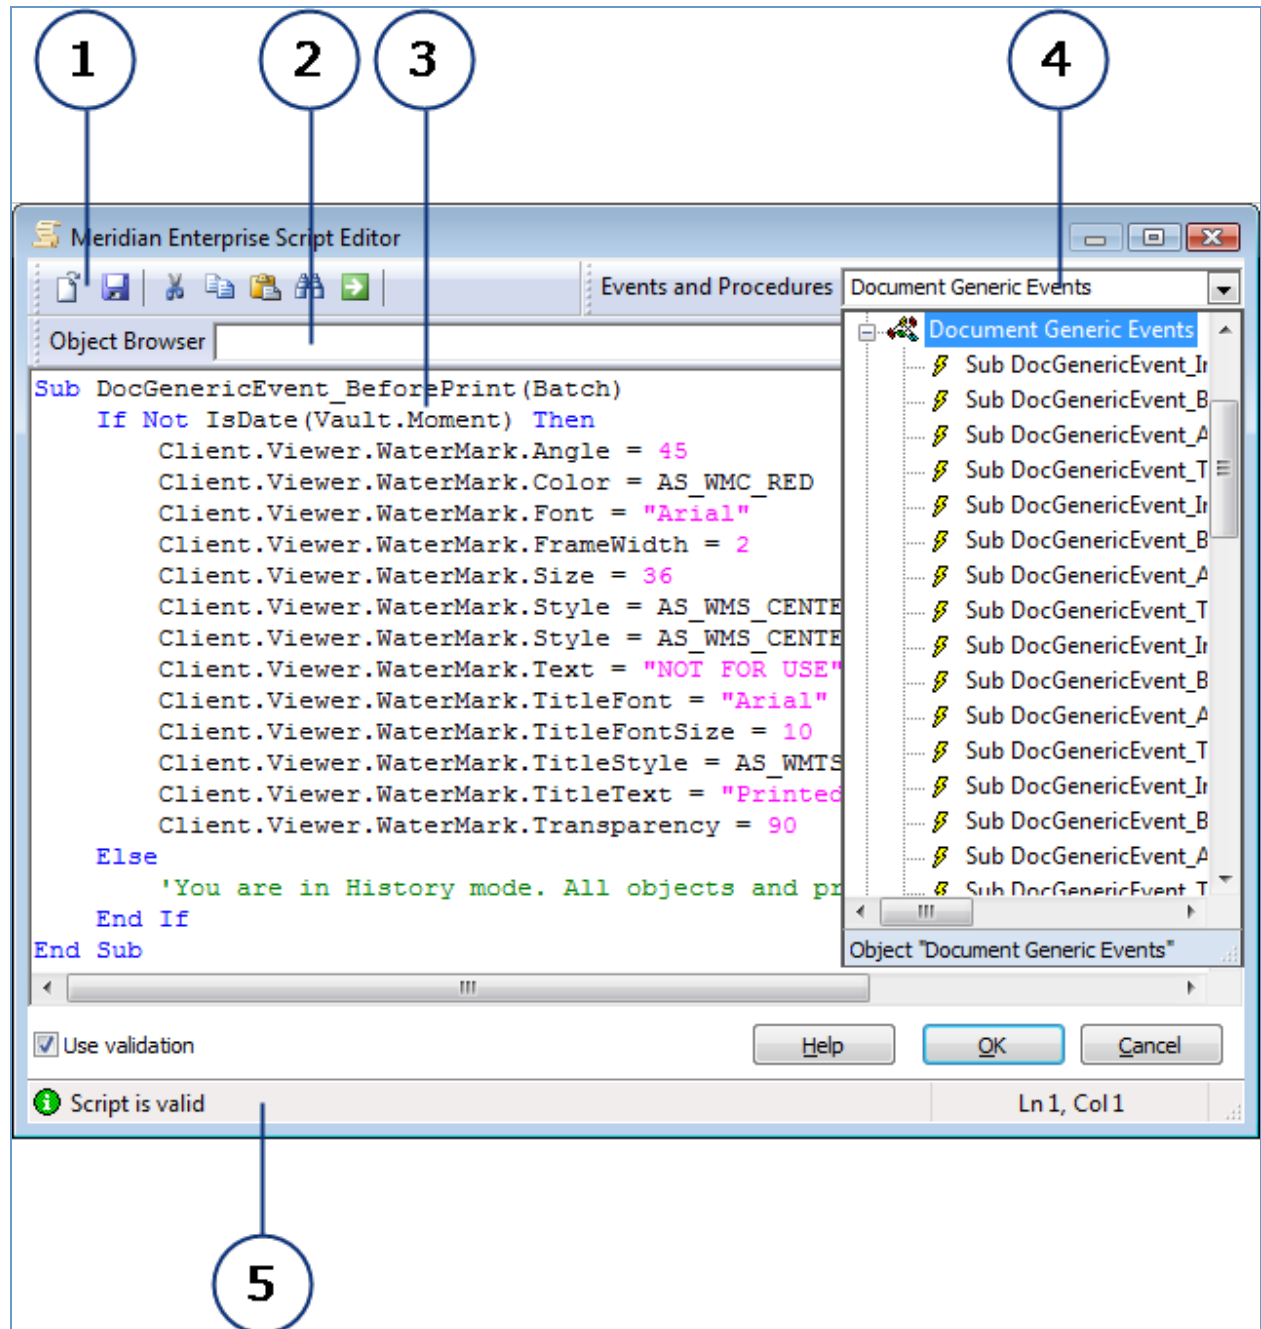 1 2 3 4
Meridian Enterprise Script Editor
Events and Procedures Document Generic Events
Object Browser
Document Generic Events
Sub DocGenericEvent_Ir
Sub DocGenericEvent_B
Sub DocGenericEvent_A
Sub DocGenericEvent_T
Sub DocGenericEvent_Ir
Sub DocGenericEvent_B
Sub DocGenericEvent_A
Sub DocGenericEvent_T
Sub DocGenericEvent_Ir
Sub DocGenericEvent_B
Sub DocGenericEvent_A
Sub DocGenericEvent_T
Sub DocGenericEvent_Ir
Sub DocGenericEvent_B
Sub DocGenericEvent_A
Sub DocGenericEvent_T
Object "Document Generic Events"
Sub DocGenericEvent_BeforePrint(Batch)
If Not IsDate(Vault.Moment) Then
Client.Viewer.WaterMark.Angle = 45
Client.Viewer.WaterMark.Color = AS_WMC_RED
Client.Viewer.WaterMark.Font = "Arial"
Client.Viewer.WaterMark.FrameWidth = 2
Client.Viewer.WaterMark.Size = 36
Client.Viewer.WaterMark.Style = AS_WMS_CENTE
Client.Viewer.WaterMark.Style = AS_WMS_CENTE
Client.Viewer.WaterMark.Text = "NOT FOR USE"
Client.Viewer.WaterMark.TitleFont = "Arial"
Client.Viewer.WaterMark.TitleFontSize = 10
Client.Viewer.WaterMark.TitleStyle = AS_WMTS
Client.Viewer.WaterMark.TitleText = "Printed
Client.Viewer.WaterMark.Transparency = 90
Else
'You are in History mode. All objects and pr
End If
End Sub
Use validation
Help OK Cancel
Script is valid Ln 1, Col 1
5